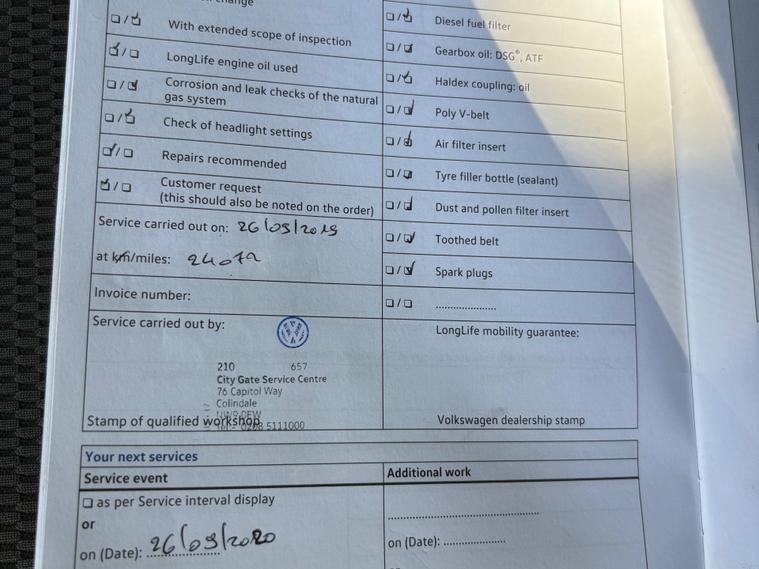 With extended scope of inspection
LongLife engine oil used
Corrosion and leak checks of the natural
gas system
Check of headlight settings
Repairs recommended
Customer request
(this should also be noted on the order)
Service carried out on: 26/09/2019
at km/miles: 24072
Invoice number:
Service carried out by:
210 657
City Gate Service Centre
76 Capitol Way
Colindale
5111000
Stamp of qualified workshop
Diesel fuel filter
Gearbox oil: DSG®, ATF
Haldex coupling: oil
Poly V-belt
Air filter insert
Tyre filler bottle (sealant)
Dust and pollen filter insert
Toothed belt
Spark plugs
LongLife mobility guarantee:
Volkswagen dealership stamp
Your next services
Service event
as per Service interval display
or
on (Date): 26/09/2020
Additional work
on (Date):